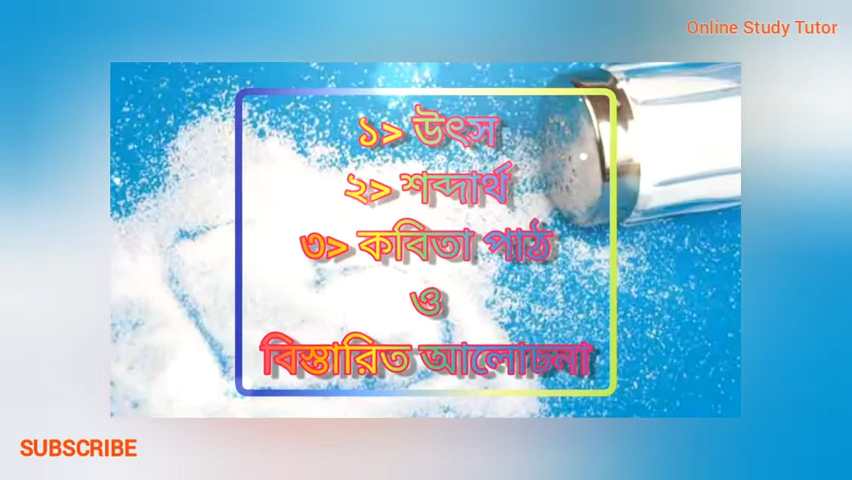 Online Study Tutor
১> উৎস
২> শব্দার্থ
৩> কবিতা পাঠ
ও
বিস্তারিত আলোচনা
SUBSCRIBE